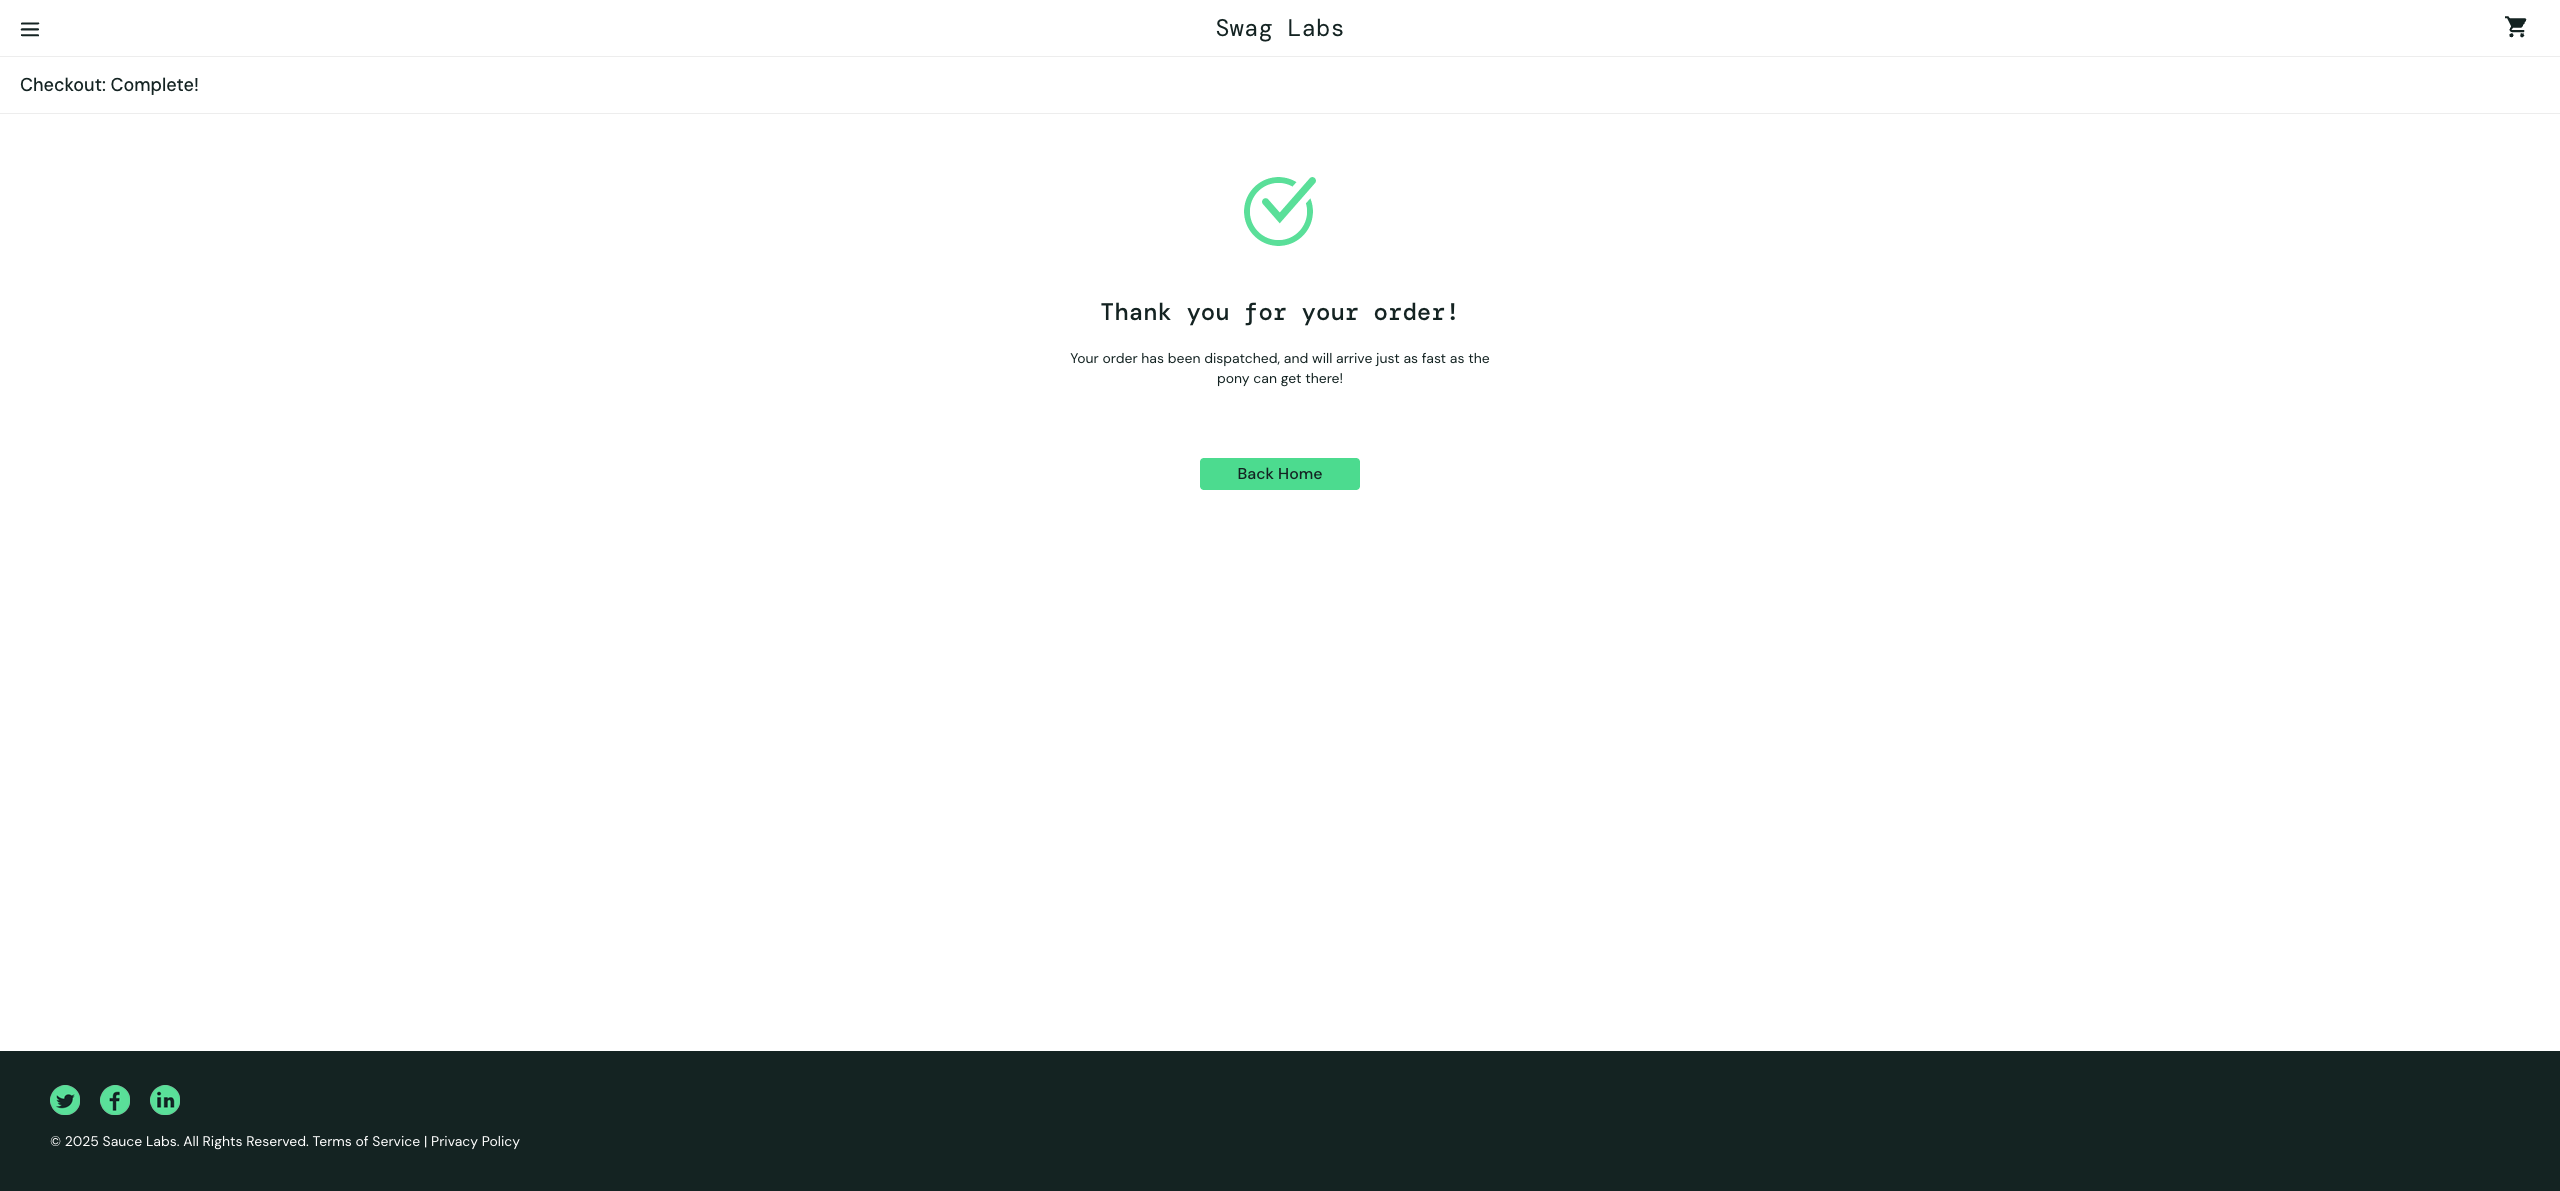 Swag Labs
Checkout: Complete!
Thank you for your order!
Your order has been dispatched, and will arrive just as fast as the
pony can get there!
Back Home
© 2025 Sauce Labs. All Rights Reserved. Terms of Service | Privacy Policy